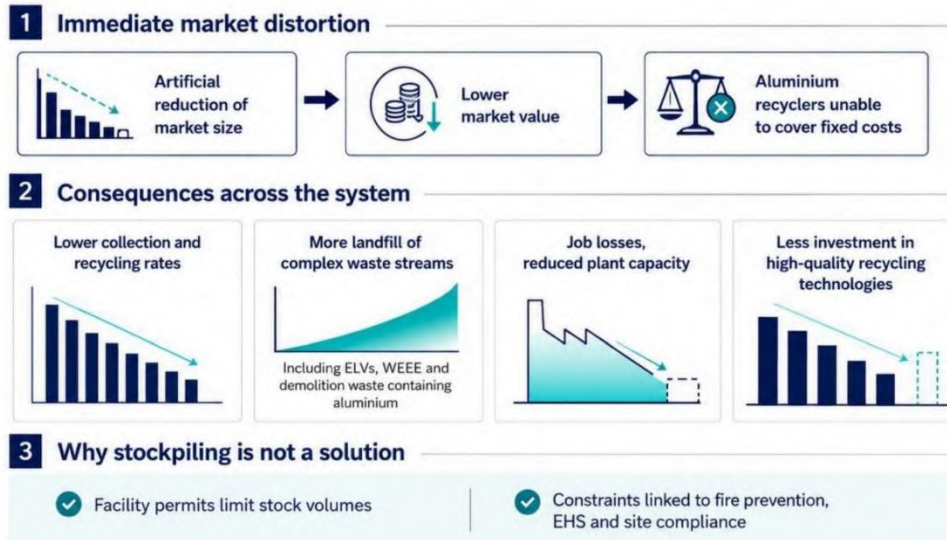 1 Immediate market distortion
Artificial
reduction of
market size
Lower
market value
Aluminium
recyclers unable
to cover fixed costs
2 Consequences across the system
Lower collection and
recycling rates
More landfill of
complex waste streams
Including ELVs, WEEE and
demolition waste containing
aluminium
Job losses,
reduced plant capacity
Less investment in
high-quality recycling
technologies
3 Why stockpiling is not a solution
Facility permits limit stock volumes
Constraints linked to fire prevention,
EHS and site compliance